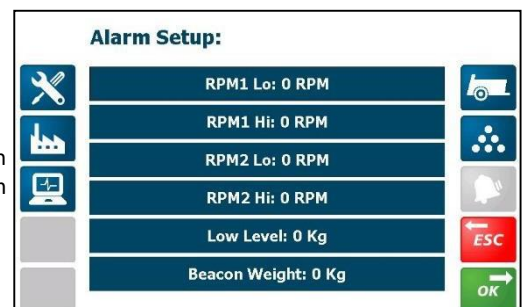 Alarm Setup:
RPM1 Lo: 0 RPM
RPM1 Hi: 0 RPM
RPM2 Lo: 0 RPM
RPM2 Hi: 0 RPM
Low Level: 0 Kg
Beacon Weight: 0 Kg
ESC
OK